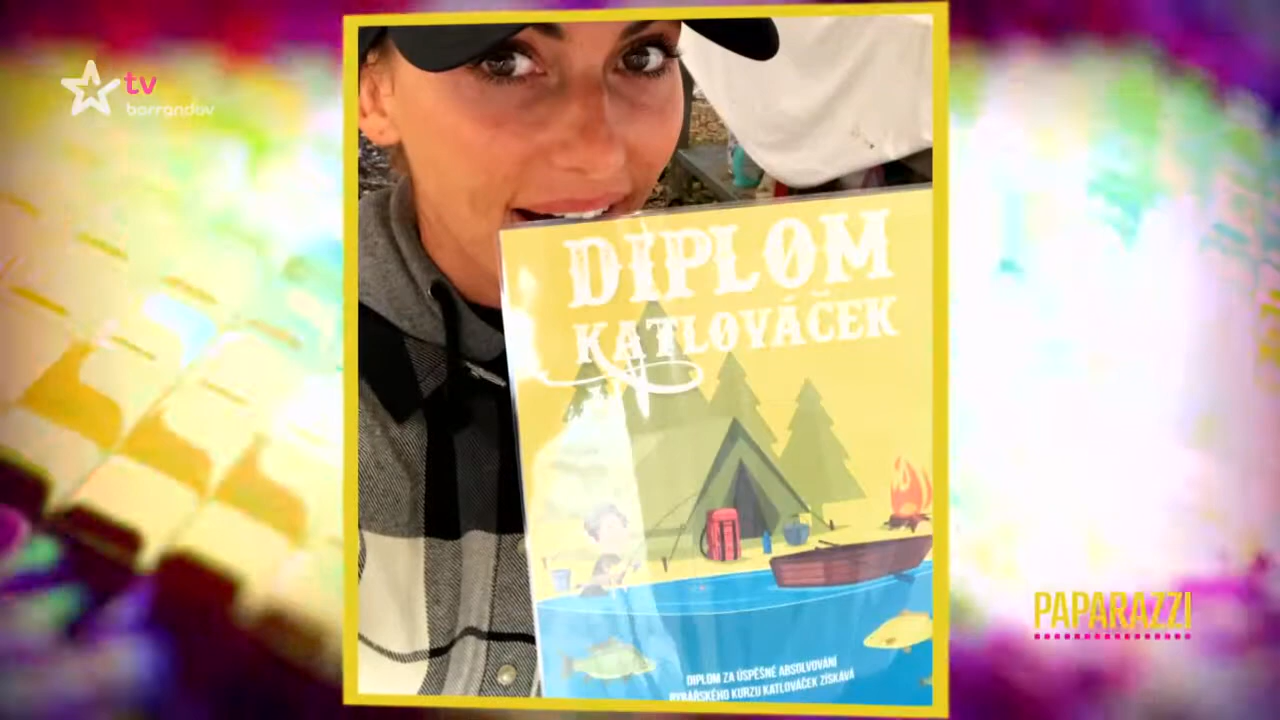 tv
barrandov
DIPLOM
KATLOVÁČEK
PAPARAZZI
DIPLOM ZA ÚSPĚŠNÉ ABSOLVOVÁNÍ
RYBÁŘSKÉHO KURZU KATLOVÁČEK ZÍSKÁVÁ